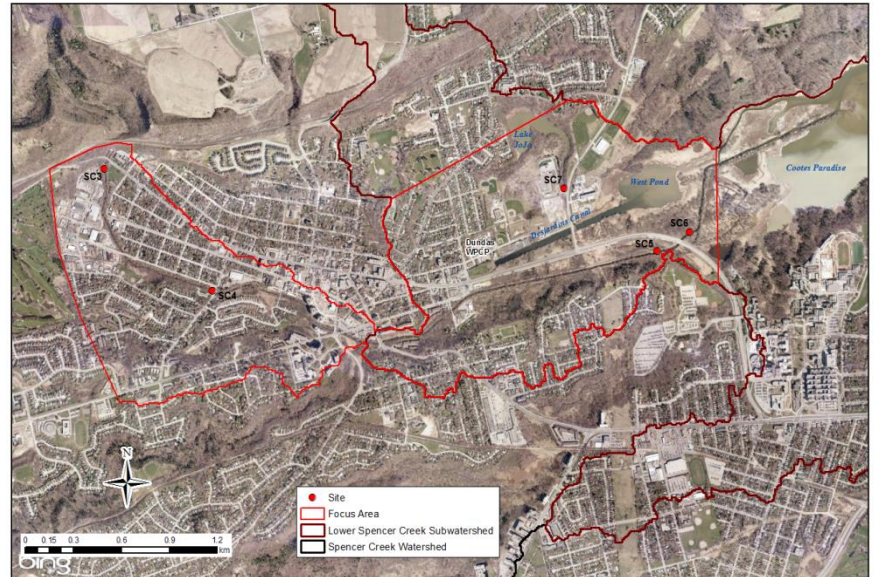 Lake
JoJo
SC3
SC7
West Pond
Cootes Paradise
Desjardins Canal
SC6
Dundas
WPCP
SC5
SC4
N
Site
Focus Area
Lower Spencer Creek Subwatershed
Spencer Creek Watershed
0 0.15 0.3 0.6 0.9 1.2
km
bing